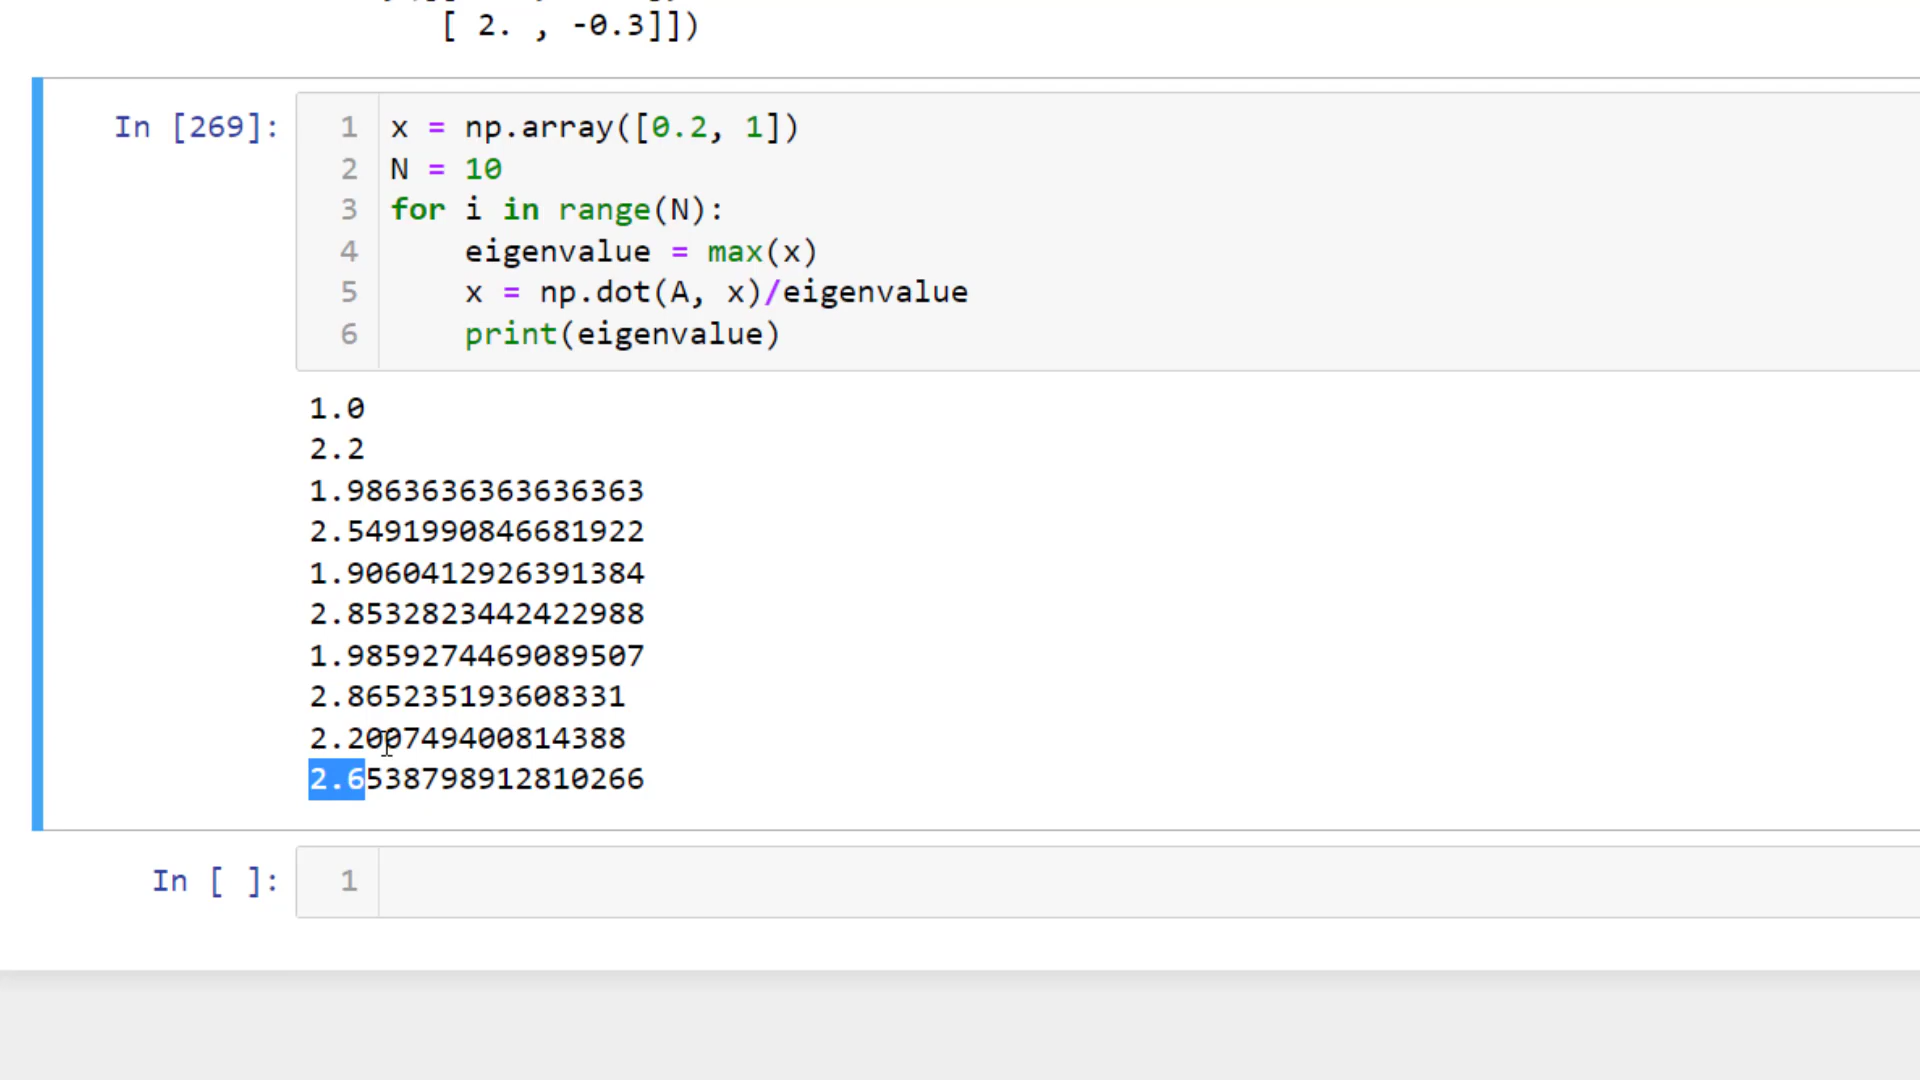 [ 2. , -0.3]])
In [269]:
1 x = np.array([0.2, 1])
2 N = 10
3 for i in range(N):
4     eigenvalue = max(x)
5     x = np.dot(A, x)/eigenvalue
6     print(eigenvalue)
1.0
2.2
1.9863636363636363
2.5491990846681922
1.9060412926391384
2.8532823442422988
1.9859274469089507
2.865235193608331
2.200749400814388
2.6538798912810266
In [ ]:
1